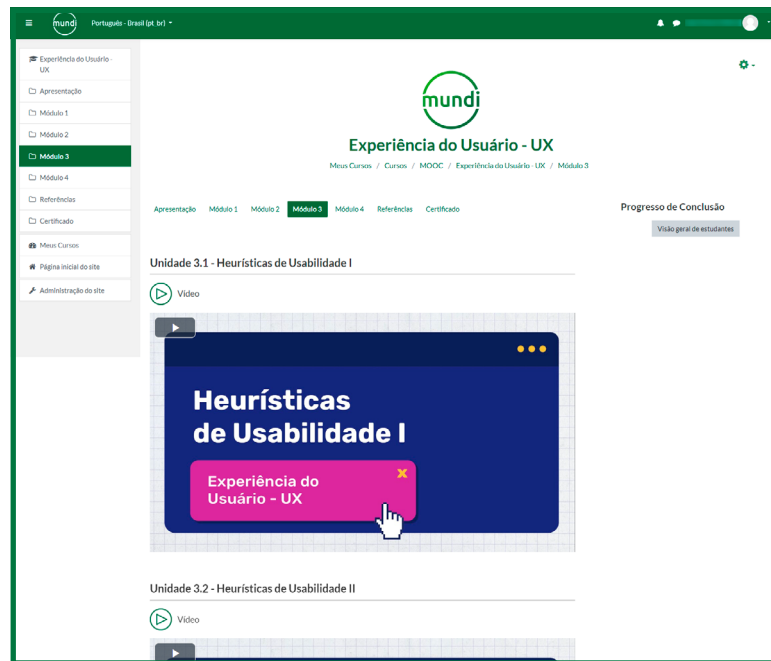 mundi
Português - Brasil (pt_br)
Experiência do Usuário -
UX
Apresentação
Módulo 1
Módulo 2
Módulo 3
Módulo 4
Referências
Certificado
Meus Cursos
Página inicial do site
Administração do site
mundi
Experiência do Usuário - UX
Meus Cursos / Cursos / MOOC / Experiência do Usuário - UX / Módulo 3
Apresentação Módulo 1 Módulo 2 Módulo 3 Módulo 4 Referências Certificado
Progresso de Conclusão
Visão geral de estudantes
Unidade 3.1 - Heurísticas de Usabilidade I
Vídeo
Heurísticas
de Usabilidade I
Experiência do
Usuário - UX
Unidade 3.2 - Heurísticas de Usabilidade II
Vídeo